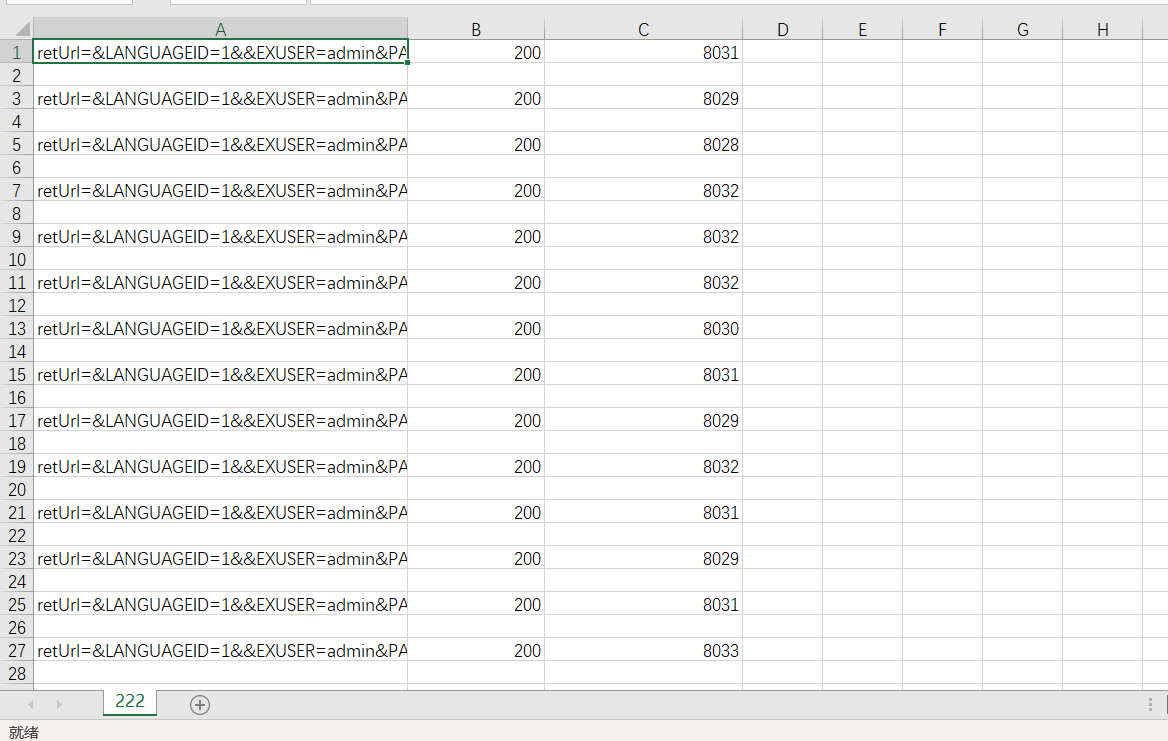 A B C D E F G H
1 retUrl=&LANGUAGEID=1&&EXUSER=admin&PA 200 8031
2
3 retUrl=&LANGUAGEID=1&&EXUSER=admin&PA 200 8029
4
5 retUrl=&LANGUAGEID=1&&EXUSER=admin&PA 200 8028
6
7 retUrl=&LANGUAGEID=1&&EXUSER=admin&PA 200 8032
8
9 retUrl=&LANGUAGEID=1&&EXUSER=admin&PA 200 8032
10
11 retUrl=&LANGUAGEID=1&&EXUSER=admin&PA 200 8032
12
13 retUrl=&LANGUAGEID=1&&EXUSER=admin&PA 200 8030
14
15 retUrl=&LANGUAGEID=1&&EXUSER=admin&PA 200 8031
16
17 retUrl=&LANGUAGEID=1&&EXUSER=admin&PA 200 8029
18
19 retUrl=&LANGUAGEID=1&&EXUSER=admin&PA 200 8032
20
21 retUrl=&LANGUAGEID=1&&EXUSER=admin&PA 200 8031
22
23 retUrl=&LANGUAGEID=1&&EXUSER=admin&PA 200 8029
24
25 retUrl=&LANGUAGEID=1&&EXUSER=admin&PA 200 8031
26
27 retUrl=&LANGUAGEID=1&&EXUSER=admin&PA 200 8033
28
222
就绪